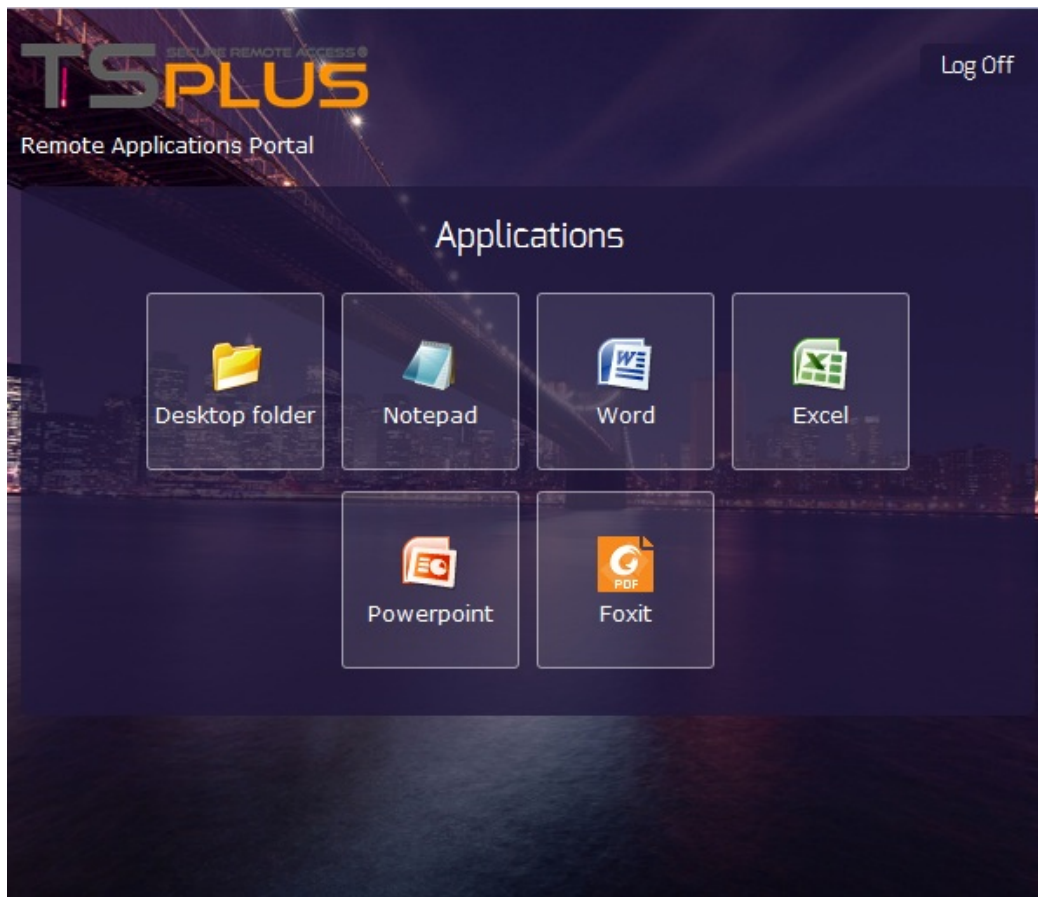 SECURE REMOTE ACCESS®
TSPLUS
Log Off
Remote Applications Portal
Applications
Desktop folder
Notepad
Word
Excel
Powerpoint
PDF
Foxit